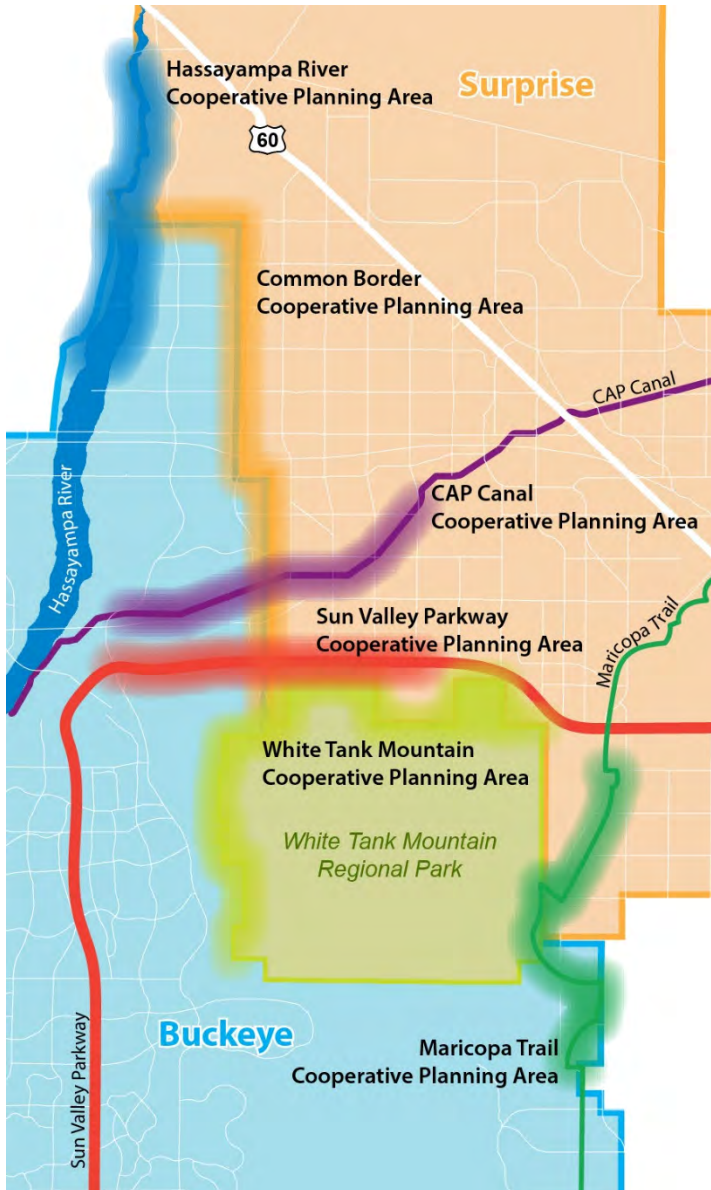 Hassayampa River
Cooperative Planning Area
Surprise
60
Common Border
Cooperative Planning Area
CAP Canal
CAP Canal
Cooperative Planning Area
Hassayampa River
Sun Valley Parkway
Cooperative Planning Area
Maricopa Trail
White Tank Mountain
Cooperative Planning Area
White Tank Mountain
Regional Park
Buckeye
Sun Valley Parkway
Maricopa Trail
Cooperative Planning Area